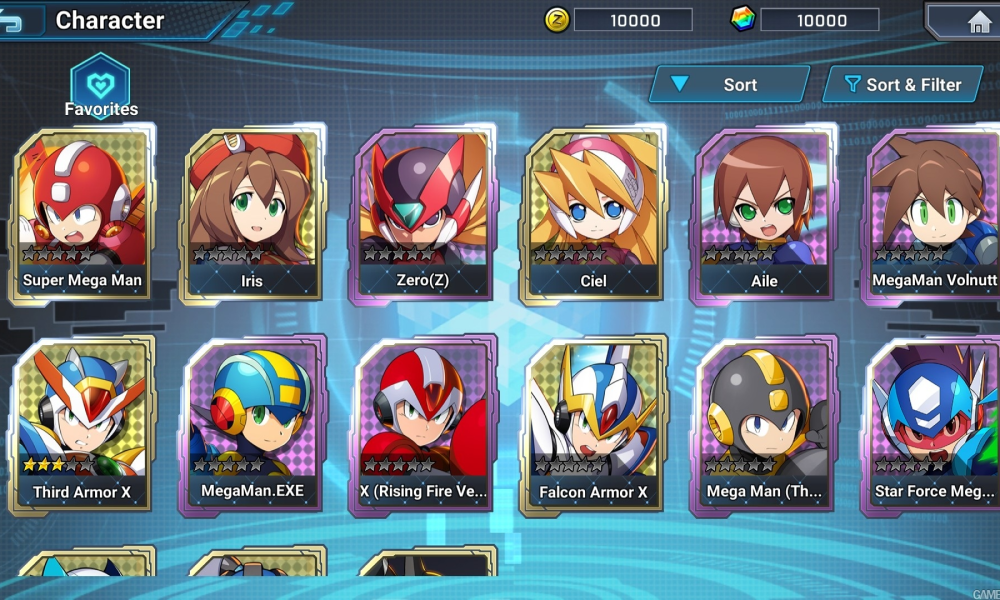 Character
Z 10000
10000
Favorites
Sort
Sort & Filter
Super Mega Man
Iris
Zero(Z)
Ciel
Aile
MegaMan Volnutt
Third Armor X
MegaMan.EXE
X (Rising Fire Ve...
Falcon Armor X
Mega Man (Th...
Star Force Meg...
GAME